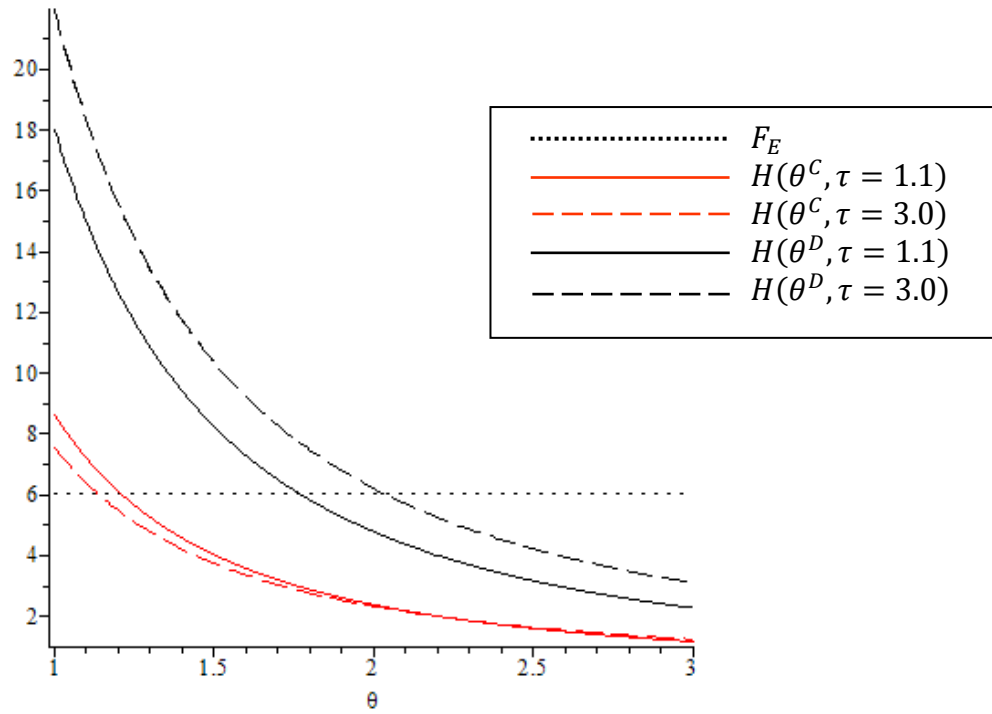 20
18
16
14
12
10
8
6
4
2
1
1.5
2
2.5
3
θ
F_E
H(θ^C, τ = 1.1)
H(θ^C, τ = 3.0)
H(θ^D, τ = 1.1)
H(θ^D, τ = 3.0)